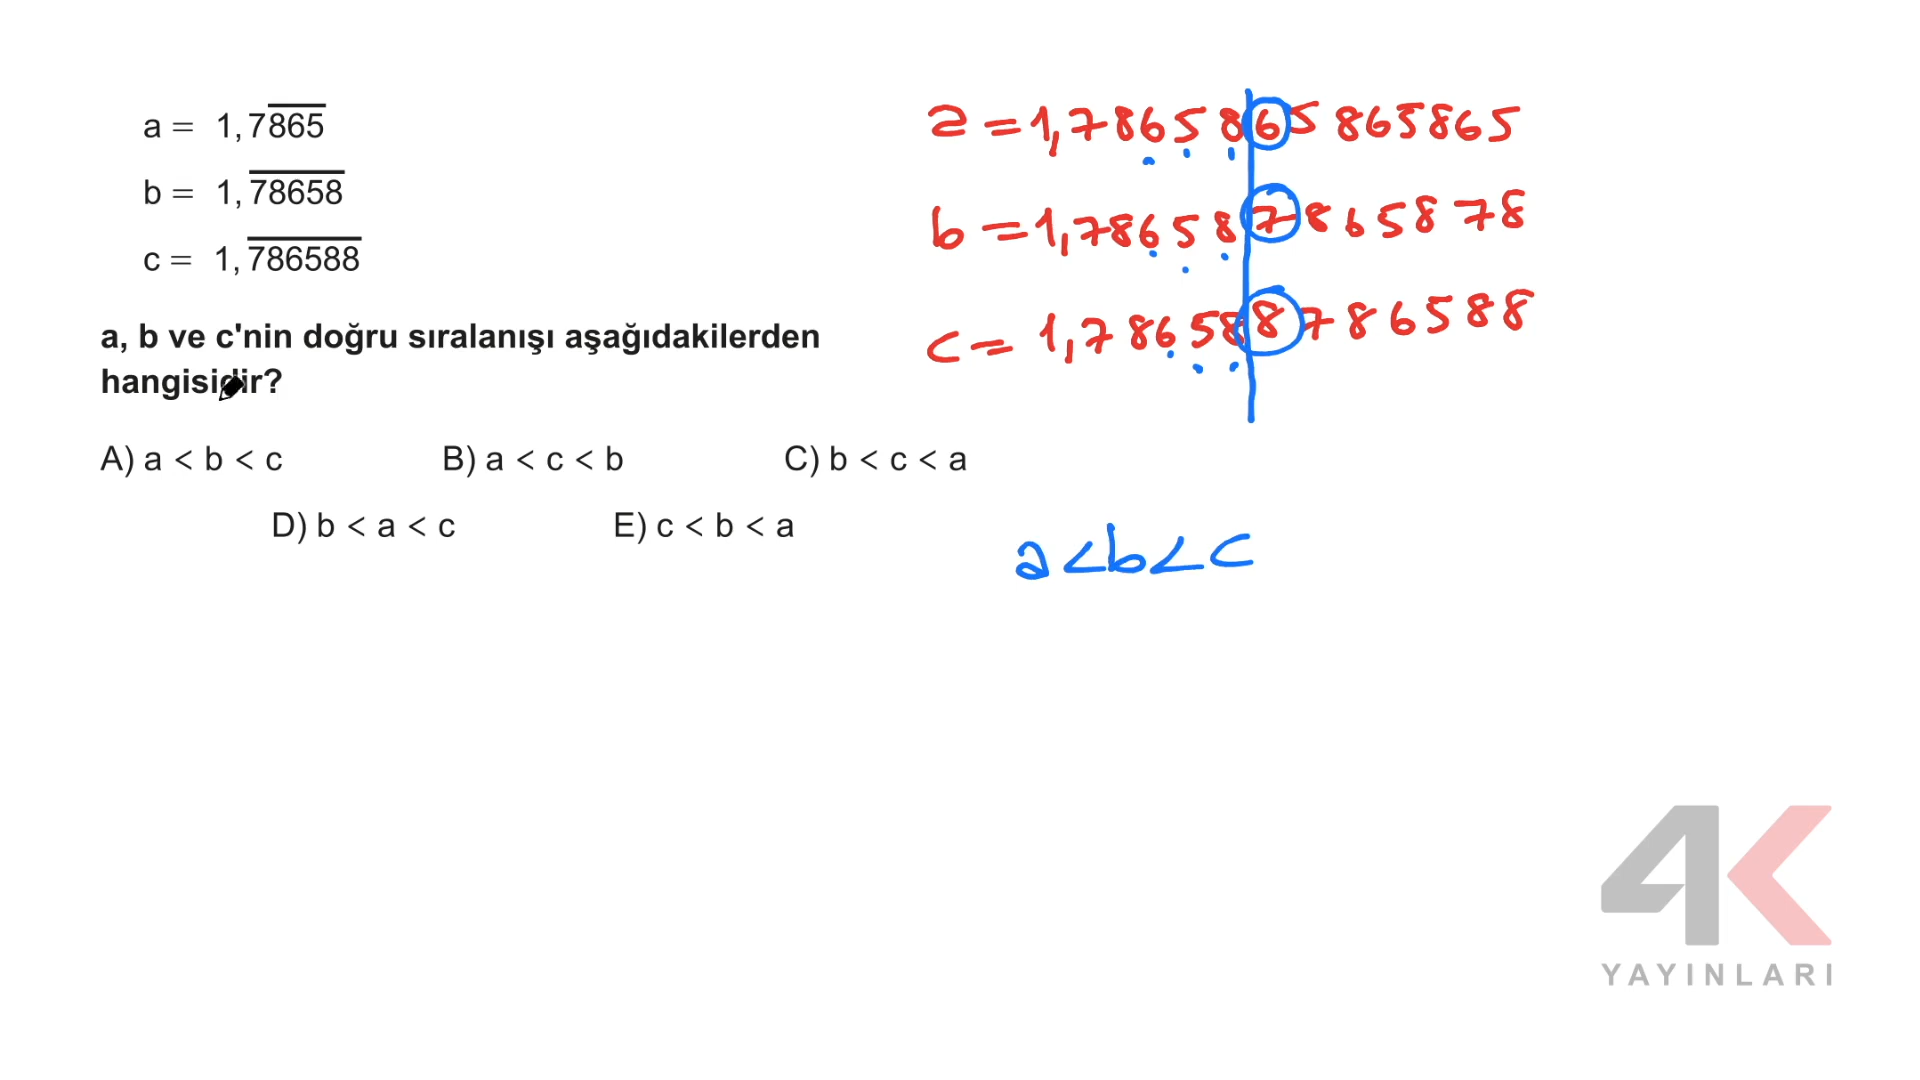 a = 1,7865
b = 1,78658
c = 1,786588
a, b ve c'nin doğru sıralanışı aşağıdakilerden
hangisidir?
A) a < b < c B) a < c < b C) b < c < a
D) b < a < c E) c < b < a
a = 1,7865865865865
b = 1,786587865878
c = 1,786588786588
a < b < c
4K
YAYINLARI